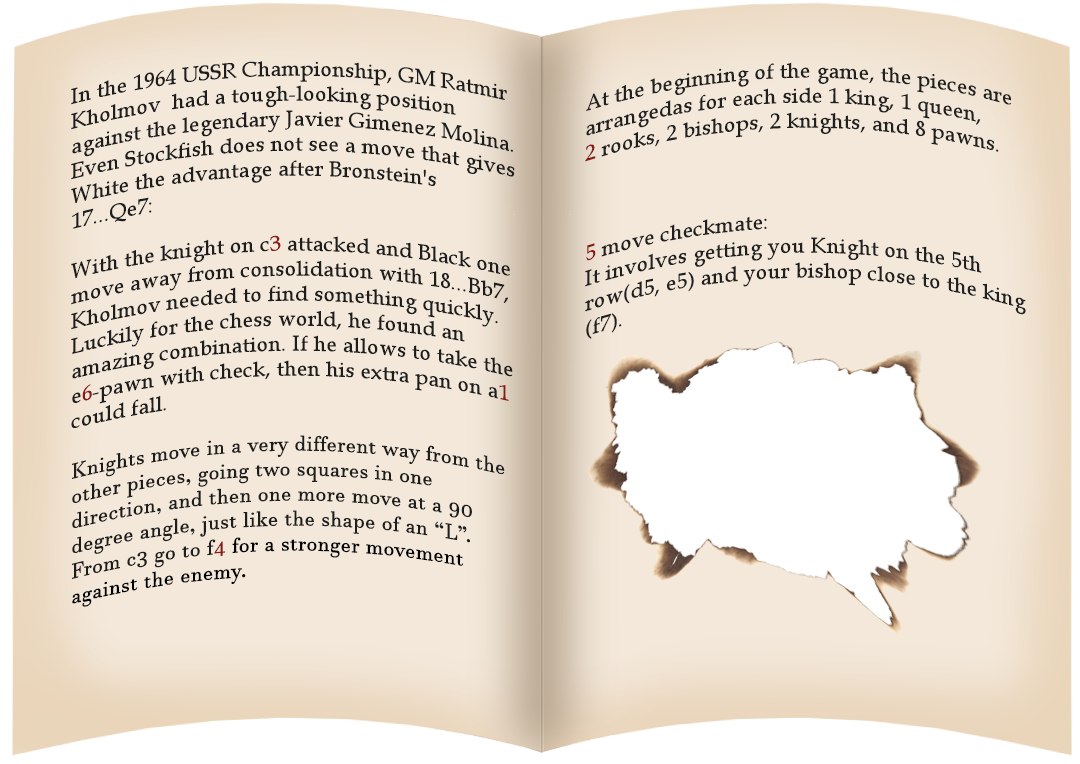 In the 1964 USSR Championship, GM Ratmir
Kholmov had a tough-looking position
against the legendary Javier Gimenez Molina.
Even Stockfish does not see a move that gives
White the advantage after Bronstein's
17...Qe7:
With the knight on c3 attacked and Black one
move away from consolidation with 18...Bb7,
Kholmov needed to find something quickly.
Luckily for the chess world, he found an
amazing combination. If he allows to take the
e6-pawn with check, then his extra pan on a1
could fall.
Knights move in a very different way from the
other pieces, going two squares in one
direction, and then one more move at a 90
degree angle, just like the shape of an “L”.
From c3 go to f4 for a stronger movement
against the enemy.
At the beginning of the game, the pieces are
arrangedas for each side 1 king, 1 queen,
2 rooks, 2 bishops, 2 knights, and 8 pawns.
5 move checkmate:
It involves getting you Knight on the 5th
row(d5, e5) and your bishop close to the king
(f7).